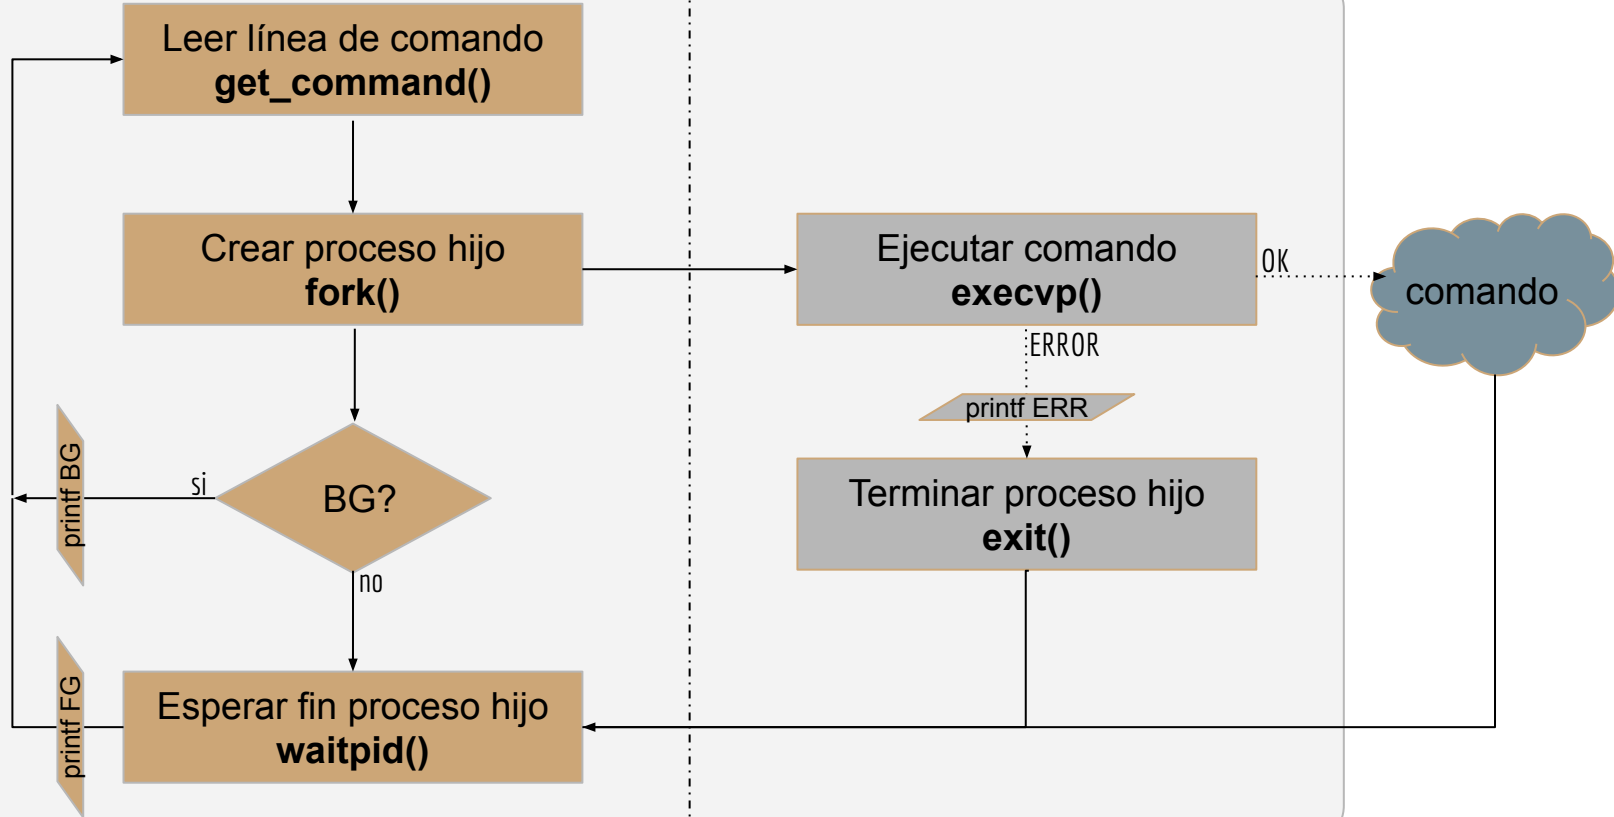 Leer línea de comando
get_command()
Crear proceso hijo
fork()
Ejecutar comando
execvp()
OK
comando
ERROR
printf ERR
printf BG
si
BG?
Terminar proceso hijo
exit()
no
printf FG
Esperar fin proceso hijo
waitpid()